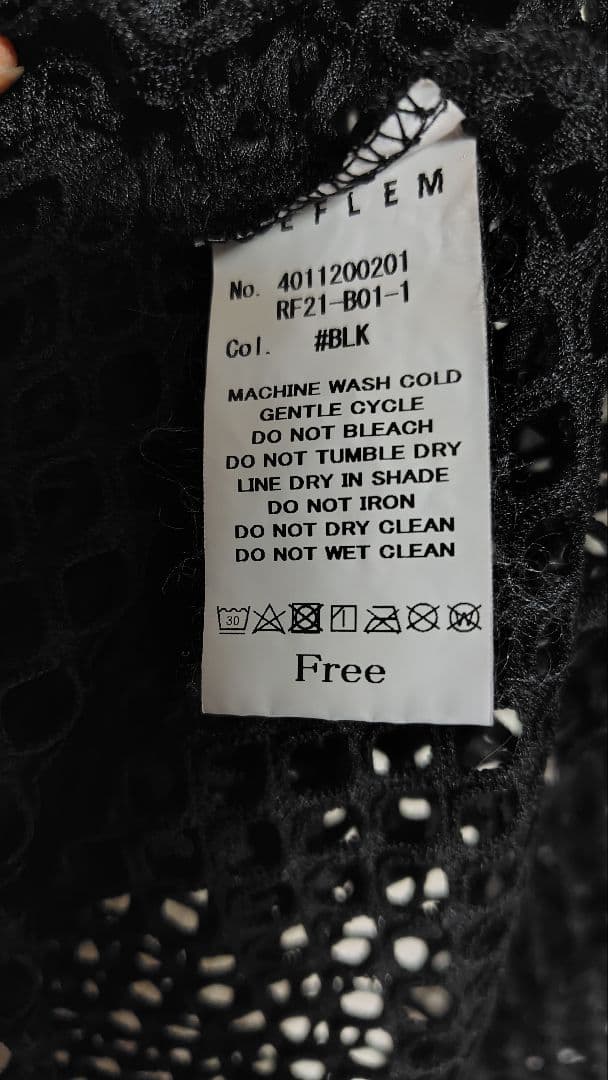 EFLEM
No. 4011200201
RF21-B01-1
Col. #BLK
MACHINE WASH COLD
GENTLE CYCLE
DO NOT BLEACH
DO NOT TUMBLE DRY
LINE DRY IN SHADE
DO NOT IRON
DO NOT DRY CLEAN
DO NOT WET CLEAN
30 W
Free